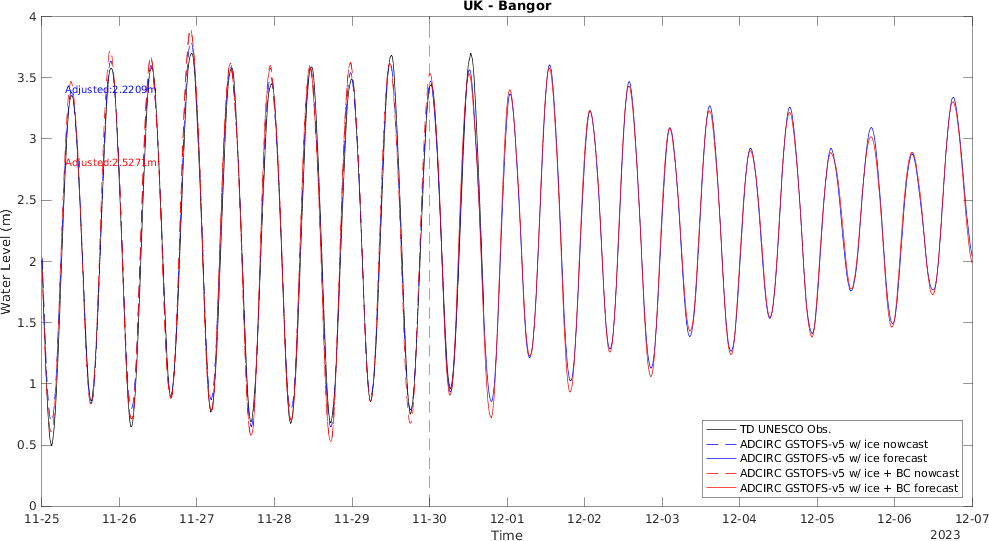 UK - Bangor
4
3.5
3
2.5
2
1.5
1
0.5
0
Water Level (m)
Adjusted:2.2209m
Adjusted:2.5271m
TD UNESCO Obs.
ADCIRC GSTOFS-v5 w/ ice nowcast
ADCIRC GSTOFS-v5 w/ ice forecast
ADCIRC GSTOFS-v5 w/ ice + BC nowcast
ADCIRC GSTOFS-v5 w/ ice + BC forecast
11-25 11-26 11-27 11-28 11-29 11-30 12-01 12-02 12-03 12-04 12-05 12-06 12-07
Time
2023